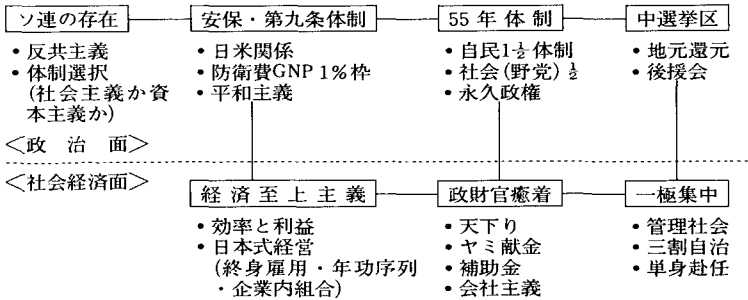 ソ連の存在
・反共主義
・体制選択
(社会主義か資
本主義か)
安保・第九条体制
・日米関係
・防衛費GNP1%枠
・平和主義
55年体制
・自民1½体制
・社会(野党)½
・永久政権
中選挙区
・地元還元
・後援会
<政治面>
<社会経済面>
経済至上主義
・効率と利益
・日本式経営
(終身雇用・年功序列
・企業内組合)
政財官癒着
・天下り
・ヤミ献金
・補助金
・会社主義
一極集中
・管理社会
・三割自治
・単身赴任